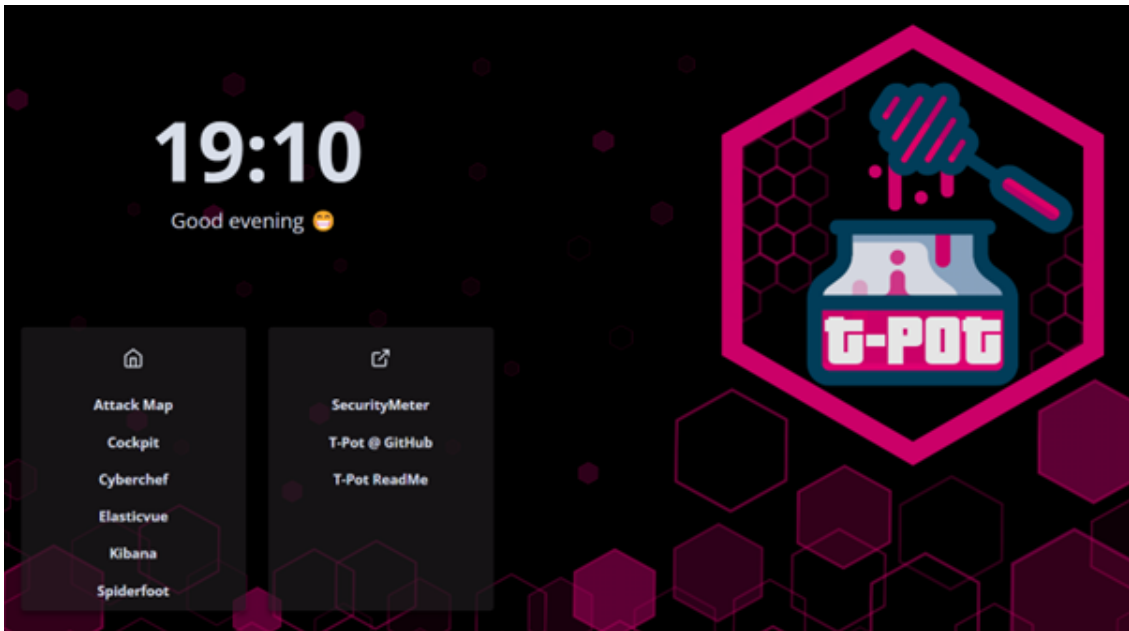 19:10
Good evening 😁
Attack Map
Cockpit
Cyberchef
Elasticvue
Kibana
Spiderfoot
SecurityMeter
T-Pot @ GitHub
T-Pot ReadMe
t-POt